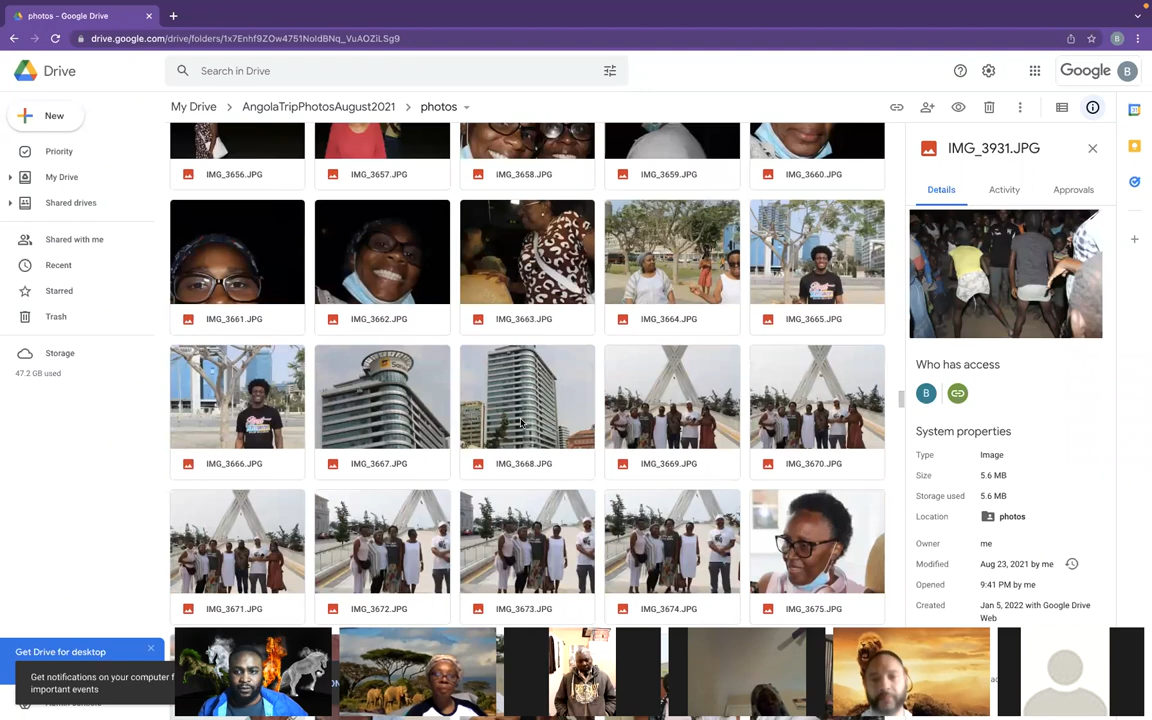 photos - Google Drive
drive.google.com/drive/folders/1x7Enhf9ZOw4751NoIdBNq_VuAOZiLSg9
B
Drive
Search in Drive
Google
B
New
My Drive
AngolaTripPhotosAugust2021
photos
Priority
My Drive
Shared drives
Shared with me
Recent
Starred
Trash
Storage
47.2 GB used
IMG_3656.JPG
IMG_3657.JPG
IMG_3658.JPG
IMG_3659.JPG
IMG_3660.JPG
IMG_3661.JPG
IMG_3662.JPG
IMG_3663.JPG
IMG_3664.JPG
IMG_3665.JPG
IMG_3666.JPG
IMG_3667.JPG
IMG_3668.JPG
IMG_3669.JPG
IMG_3670.JPG
IMG_3671.JPG
IMG_3672.JPG
IMG_3673.JPG
IMG_3674.JPG
IMG_3675.JPG
IMG_3931.JPG
Details
Activity
Approvals
Who has access
B
System properties
Type
Image
Size
5.6 MB
Storage used
5.6 MB
Location
photos
Owner
me
Modified
Aug 23, 2021 by me
Opened
9:41 PM by me
Created
Jan 5, 2022 with Google Drive
Web
Get Drive for desktop
Get notifications on your computer f
important events